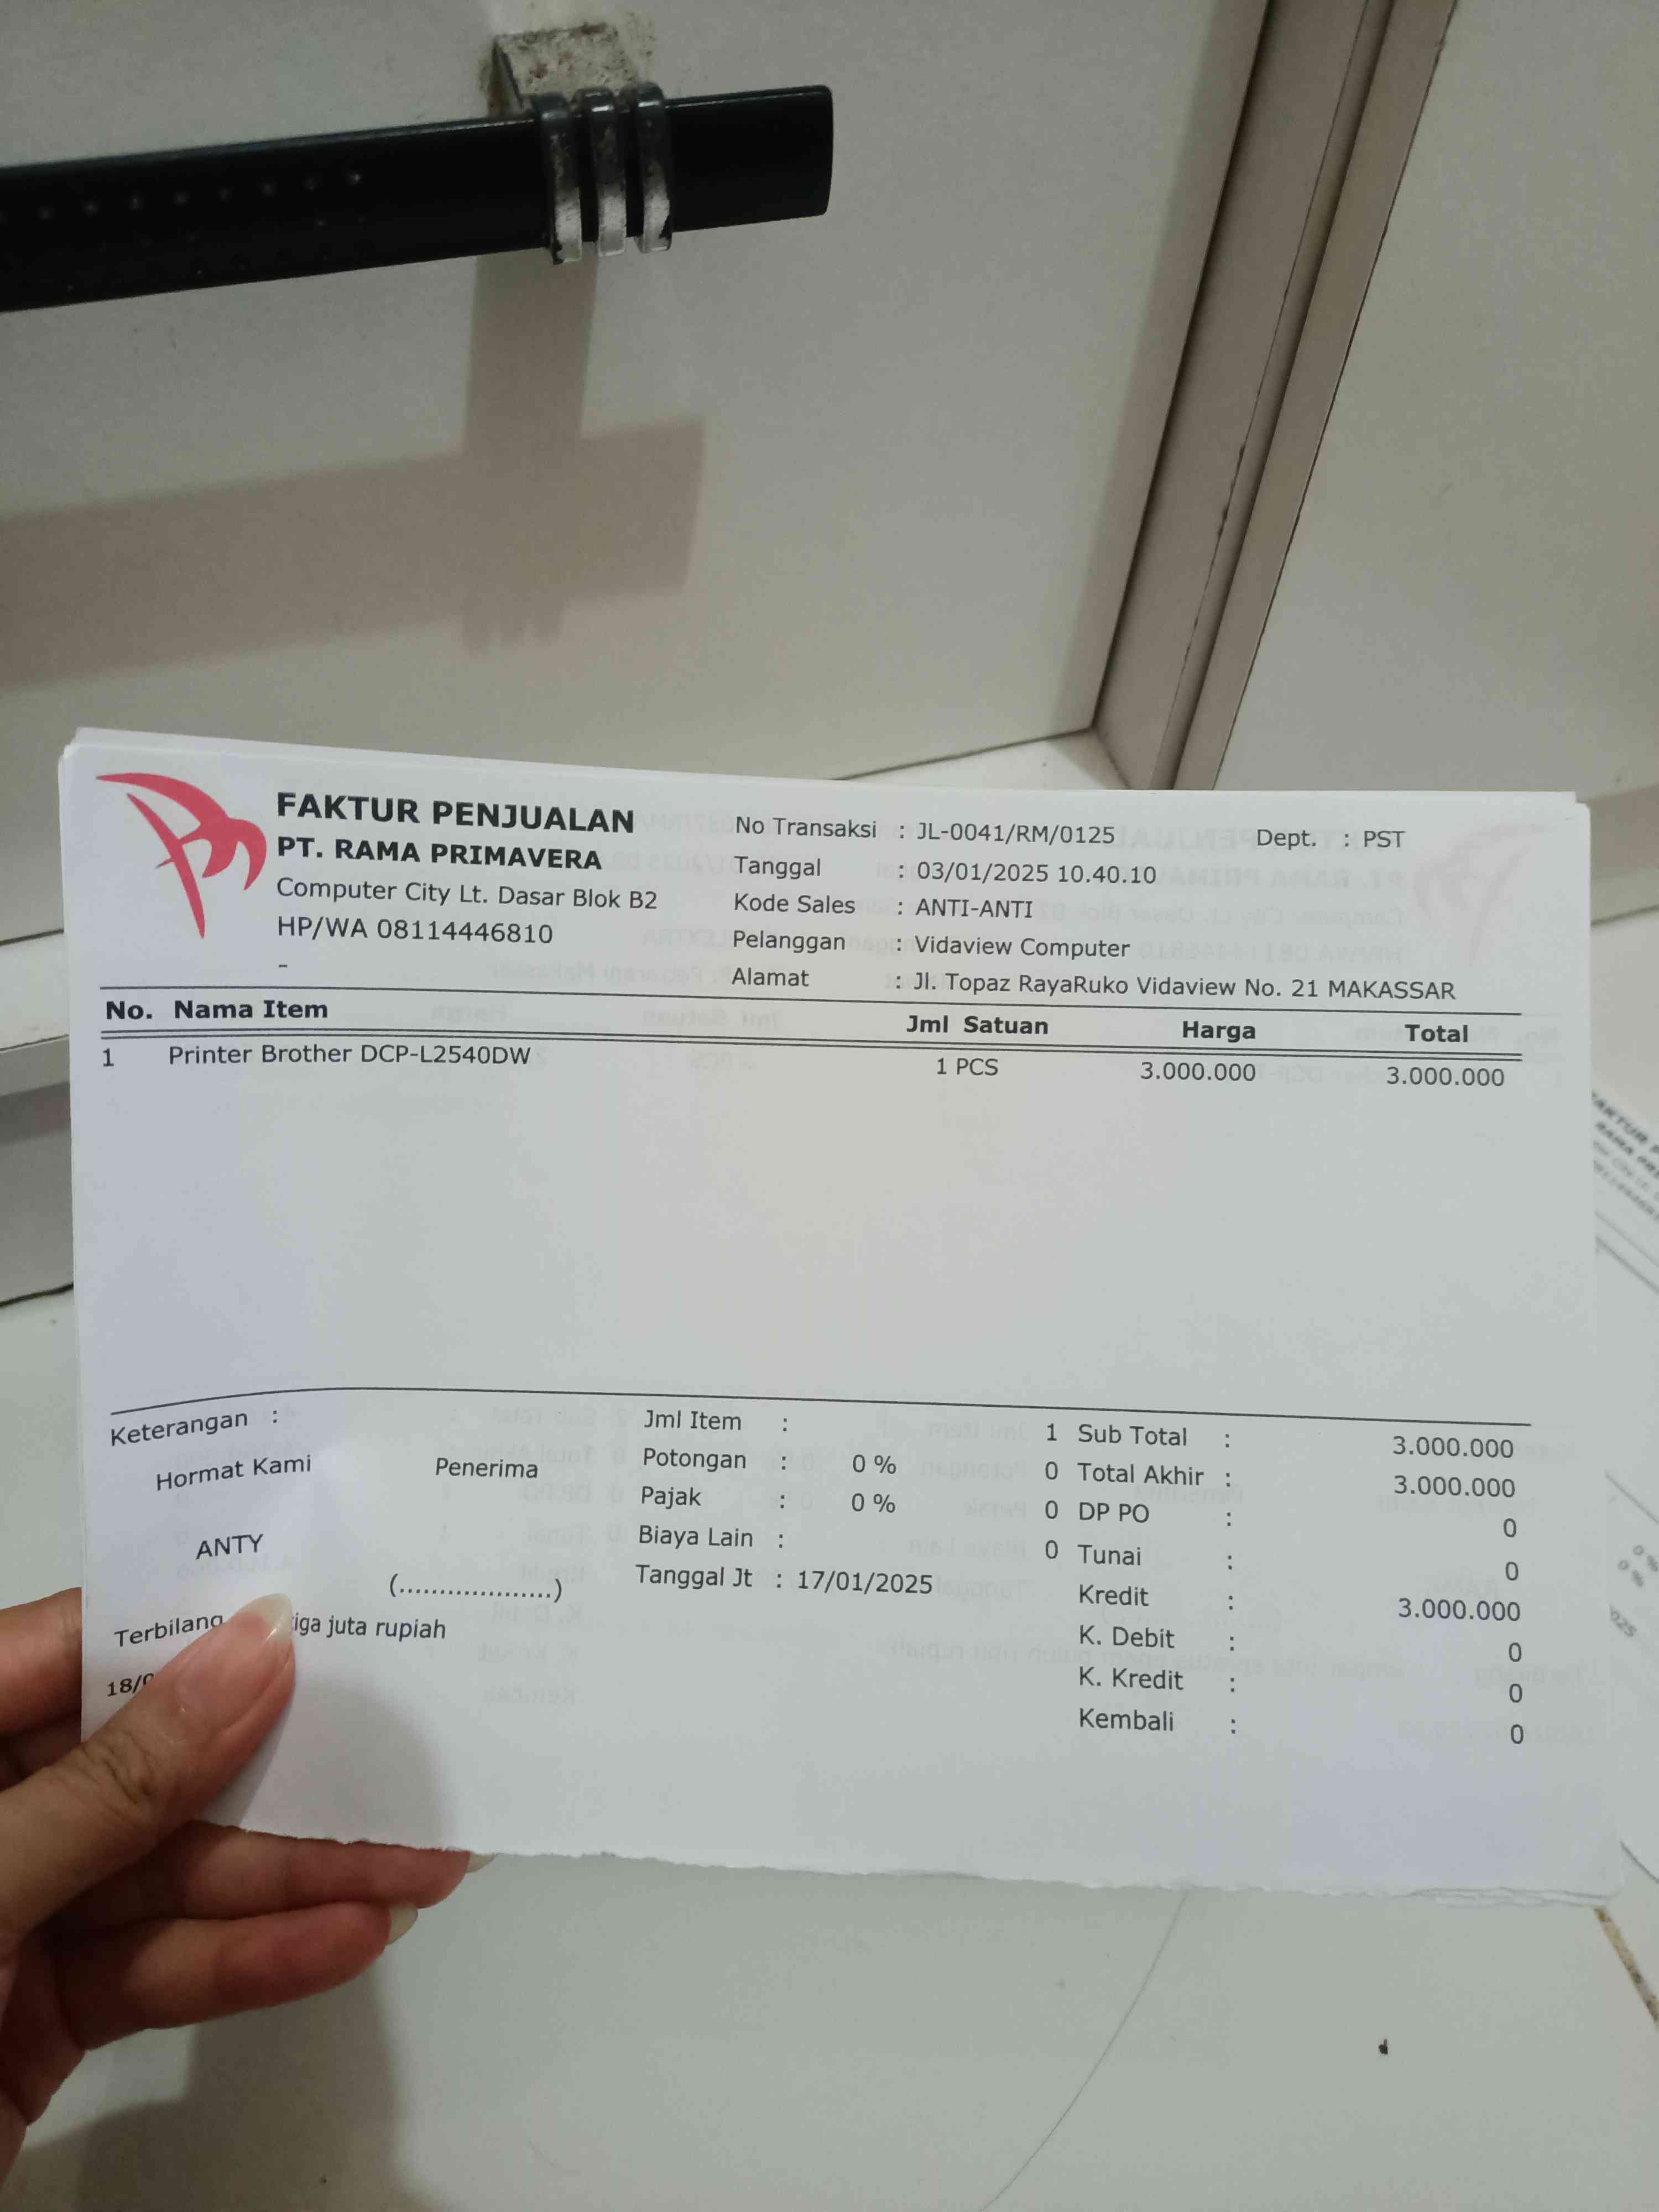 FAKTUR PENJUALAN
PT. RAMA PRIMAVERA
Computer City Lt. Dasar Blok B2
HP/WA 08114446810
-
No Transaksi : JL-0041/RM/0125 Dept. : PST
Tanggal : 03/01/2025 10.40.10
Kode Sales : ANTI-ANTI
Pelanggan : Vidaview Computer
Alamat : Jl. Topaz RayaRuko Vidaview No. 21 MAKASSAR
No. Nama Item Jml Satuan Harga Total
1 Printer Brother DCP-L2540DW 1 PCS 3.000.000 3.000.000
Keterangan :
Hormat Kami Penerima
ANTY
(...................)
Terbilang iga juta rupiah
18/0
Jml Item : 1
Potongan : 0 % 0
Pajak : 0 % 0
Biaya Lain : 0
Tanggal Jt : 17/01/2025
Sub Total : 3.000.000
Total Akhir : 3.000.000
DP PO : 0
Tunai : 0
Kredit : 3.000.000
K. Debit : 0
K. Kredit : 0
Kembali : 0